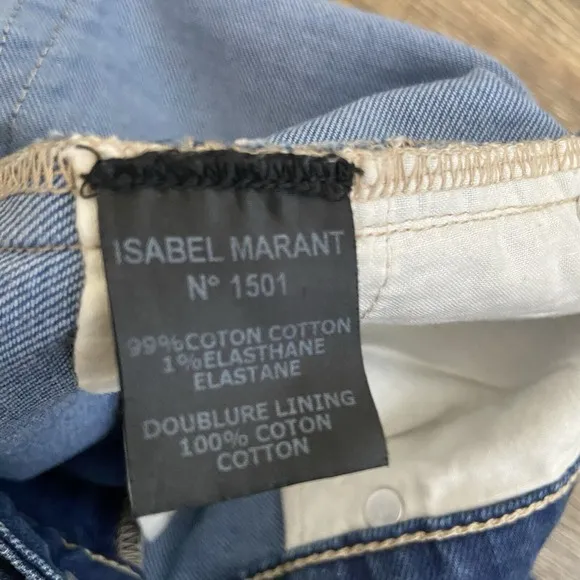 ISABEL MARANT
N° 1501
99%COTON COTTON
1%ELASTHANE
ELASTANE
DOUBLURE LINING
100% COTON
COTTON